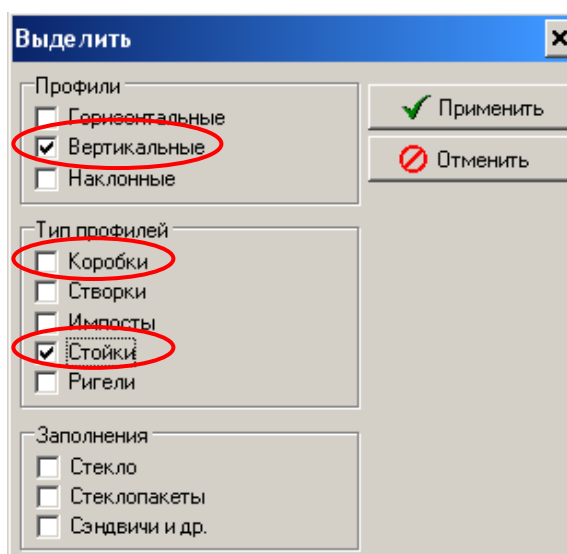 Выделить
Профили
Горизонтальные
Вертикальные
Наклонные
Применить
Отменить
Тип профилей
Коробки
Створки
Импосты
Стойки
Ригели
Заполнения
Стекло
Стеклопакеты
Сэндвичи и др.